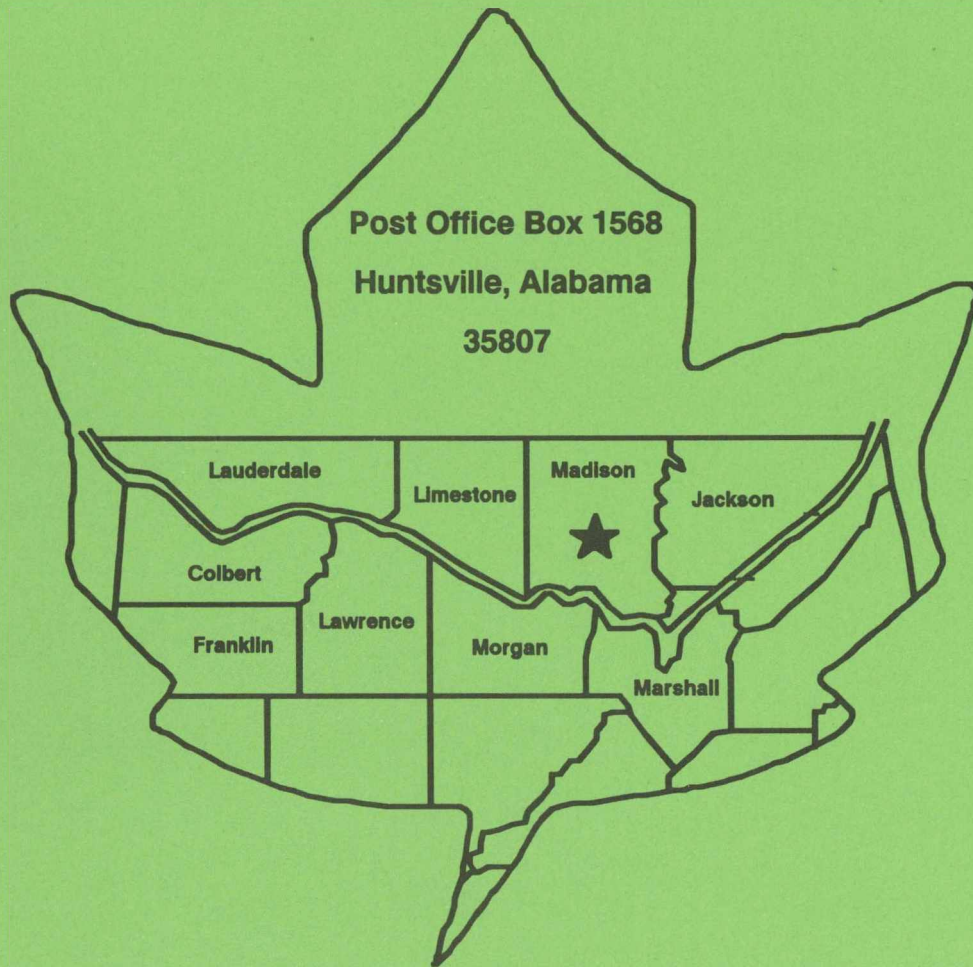 Post Office Box 1568
Huntsville, Alabama
35807
Lauderdale
Limestone
Madison
Jackson
Colbert
Lawrence
Franklin
Morgan
Marshall